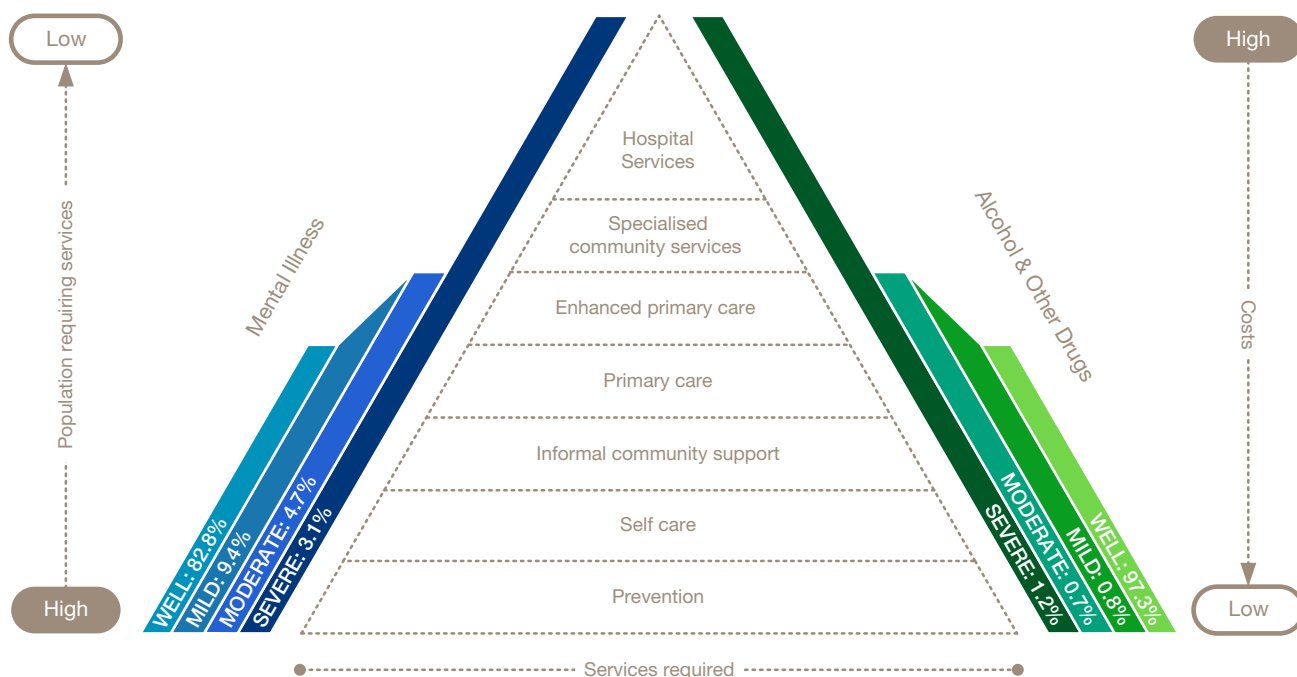 Low
Population requiring services
High
Mental Illness
WELL: 82.8%
MILD: 9.4%
MODERATE: 4.7%
SEVERE: 3.1%
Hospital
Services
Specialised
community services
Enhanced primary care
Primary care
Informal community support
Self care
Prevention
Services required
Alcohol & Other Drugs
SEVERE: 1.2%
MODERATE: 0.7%
MILD: 0.8%
WELL: 97.3%
High
Costs
Low